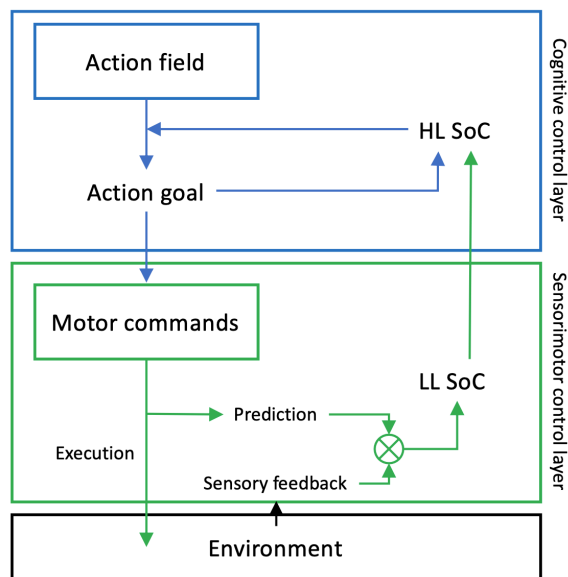 Action field
HL SoC
Action goal
Cognitive control layer
Motor commands
LL SoC
Prediction
Execution
Sensory feedback
Sensorimotor control layer
Environment